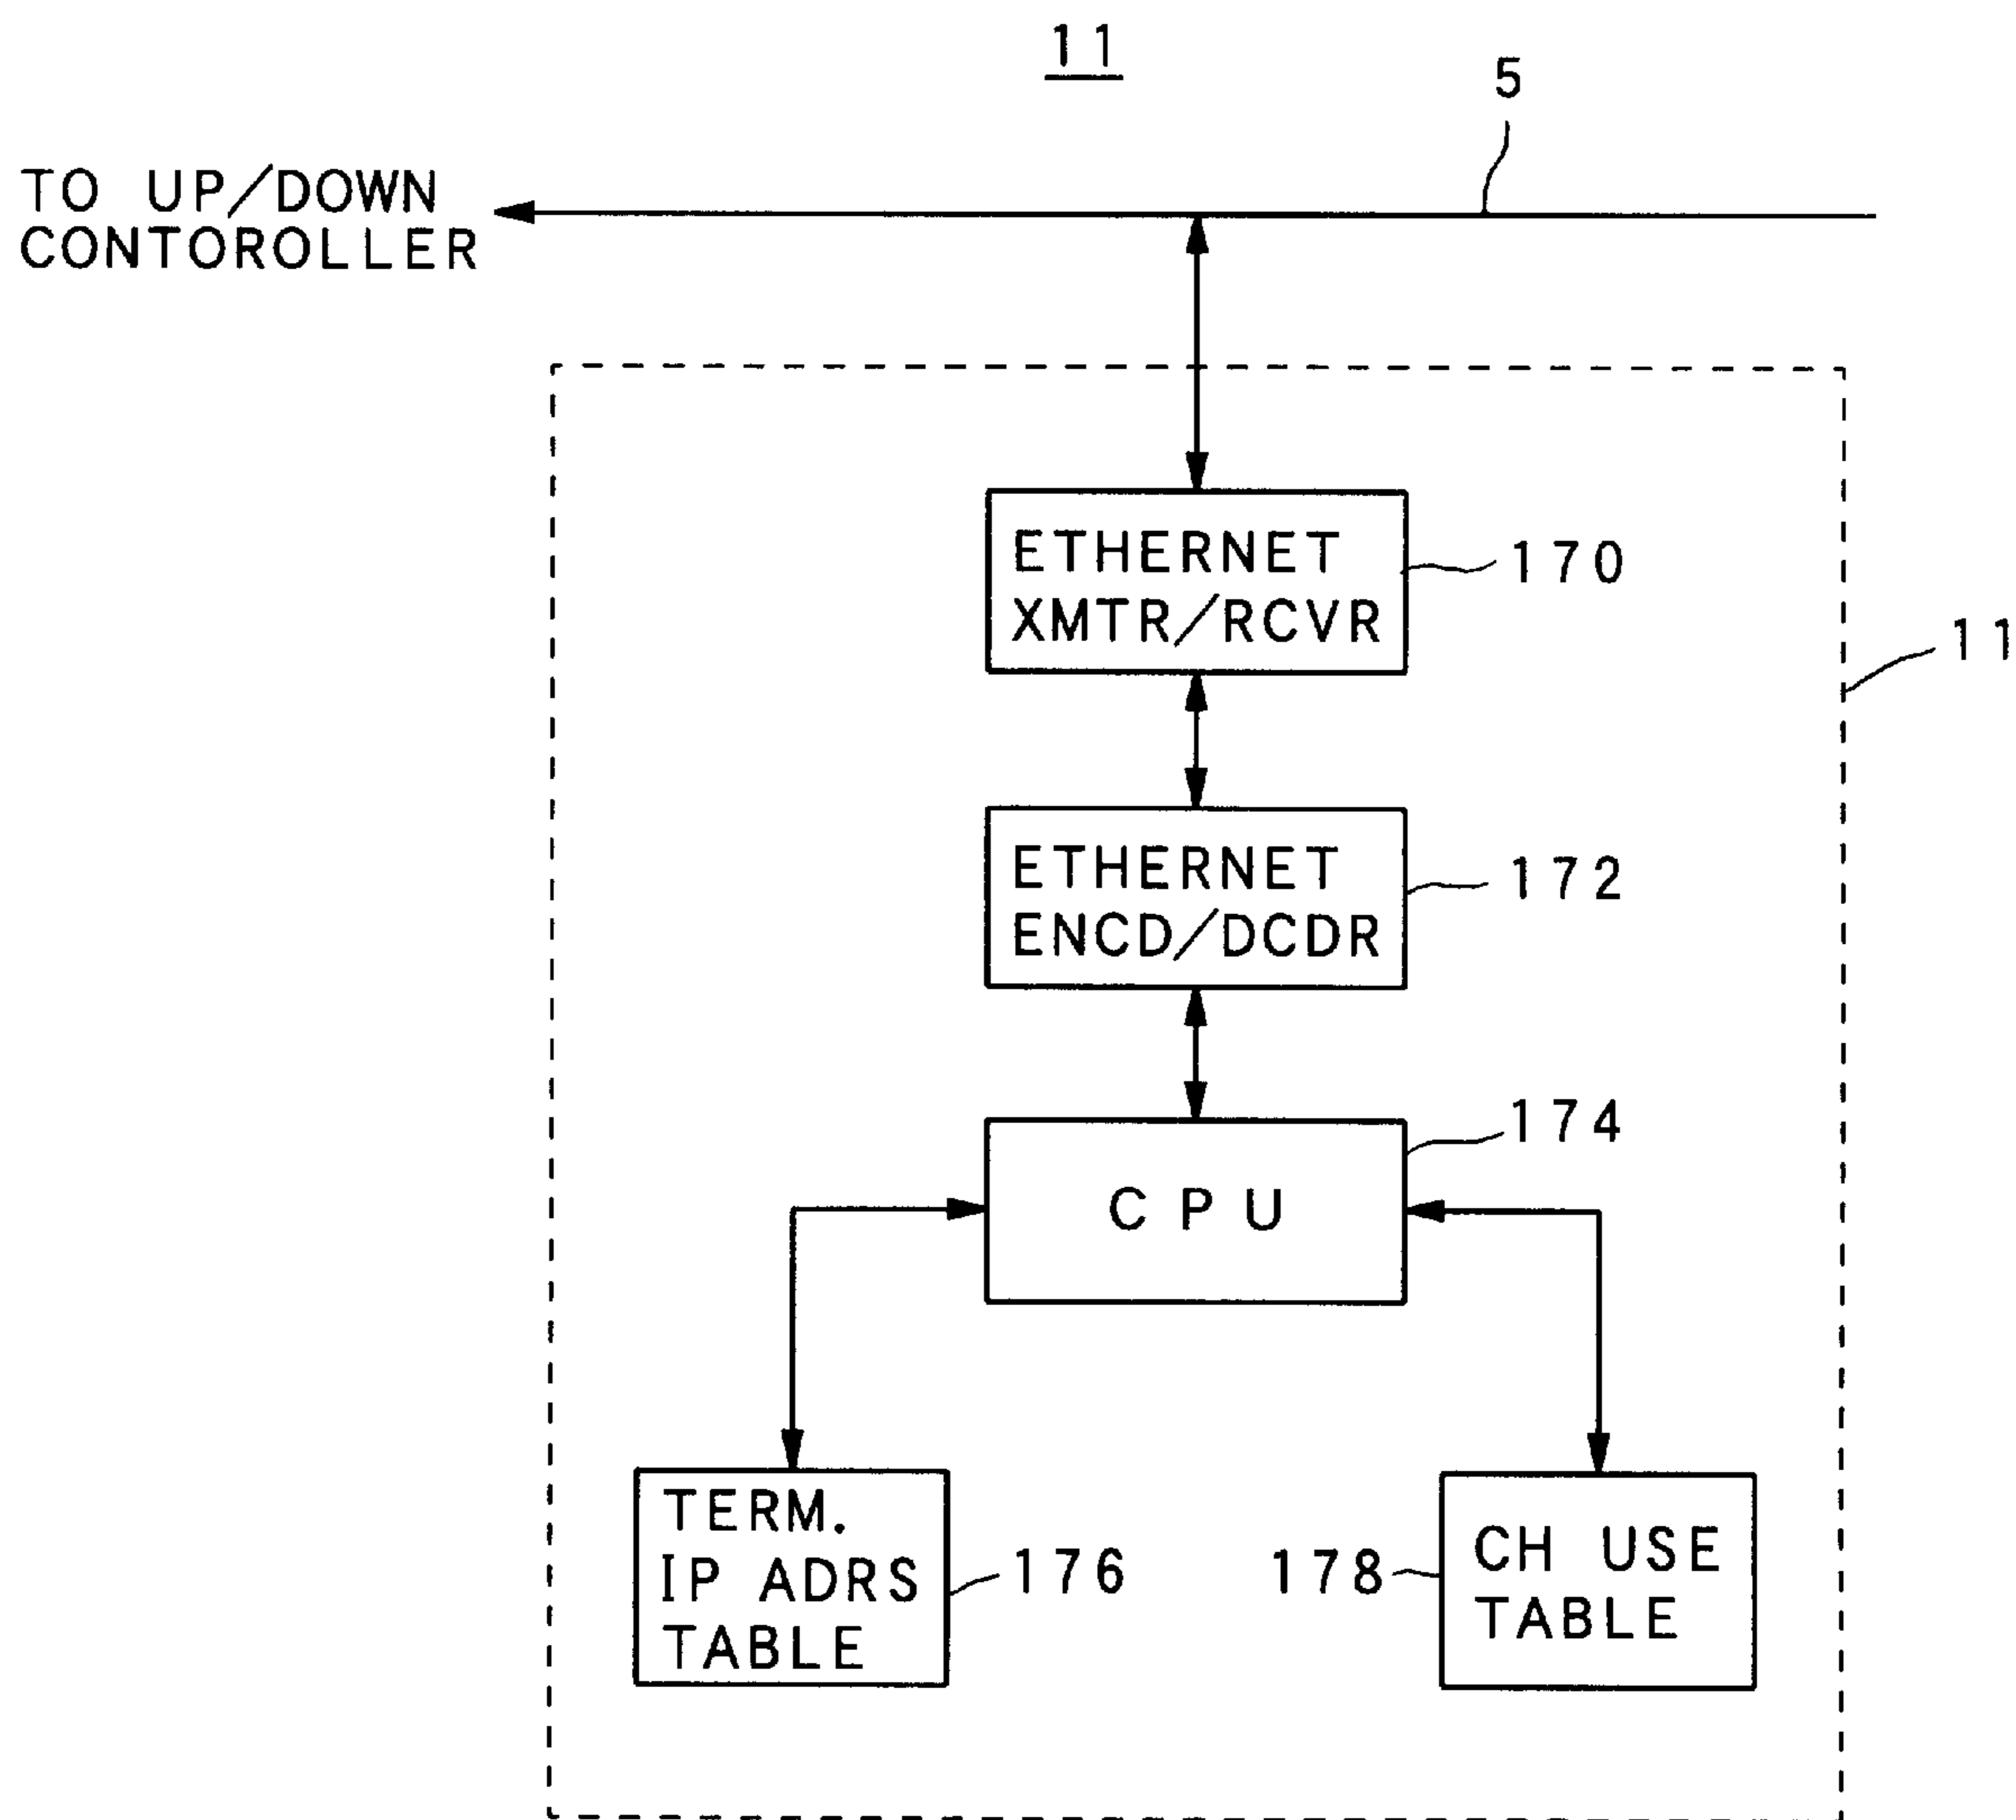 11
5
TO UP/DOWN
CONTOROLLER
ETHERNET
XMTR/RCVR
170
11
ETHERNET
ENCD/DCDR
172
174
CPU
TERM.
IP ADRS
TABLE
176
178
CH USE
TABLE